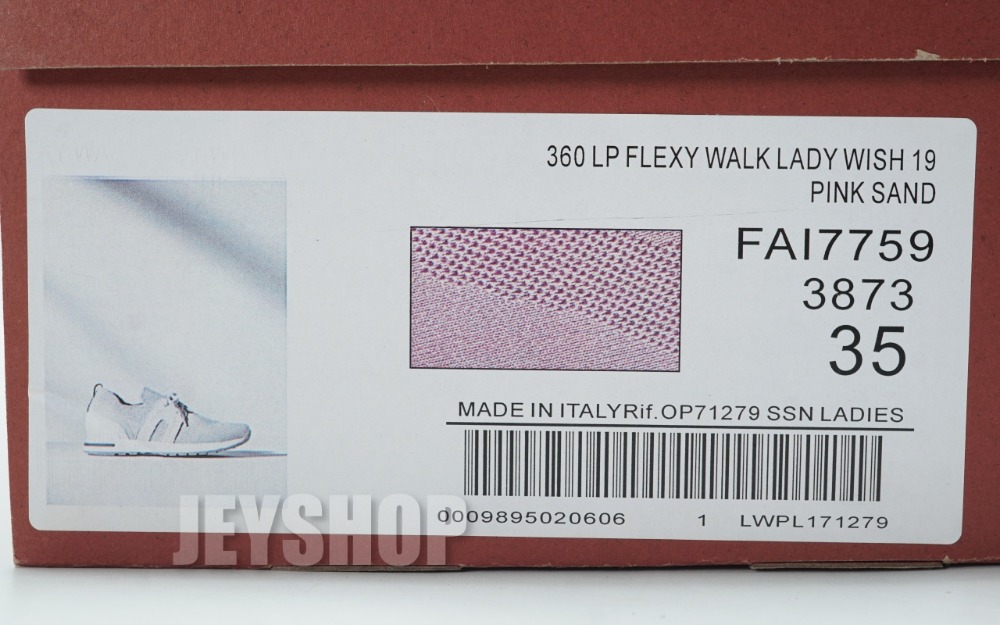 360 LP FLEXY WALK LADY WISH 19
PINK SAND
FAI7759
3873
35
MADE IN ITALYRif.OP71279 SSN LADIES
0009895020606 1 LWPL171279
JEYSHOP